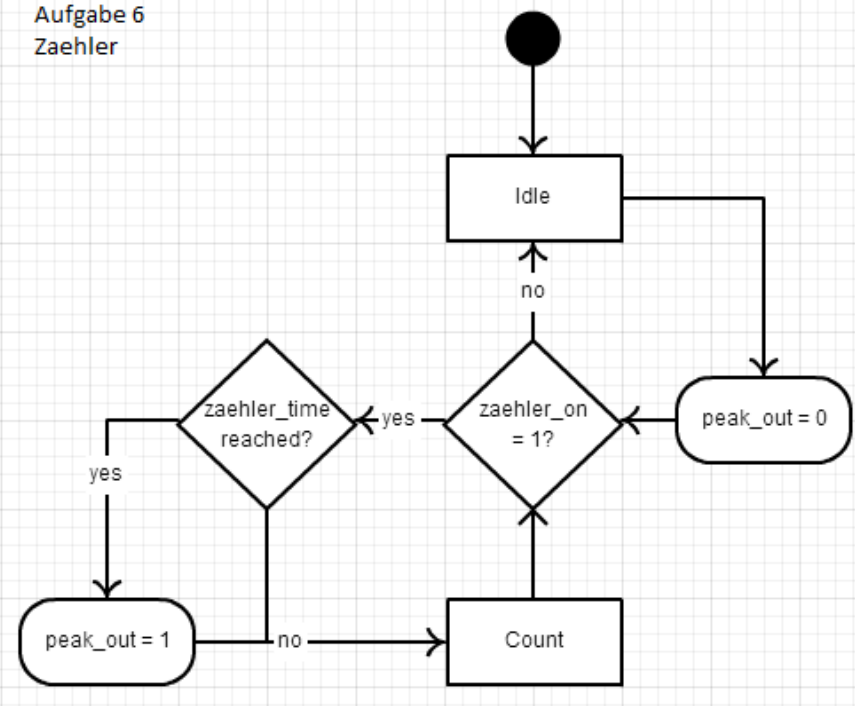 Aufgabe 6
Zaehler
Idle
no
zaehler_time
reached?
yes
zaehler_on
= 1?
peak_out = 0
yes
peak_out = 1
no
Count